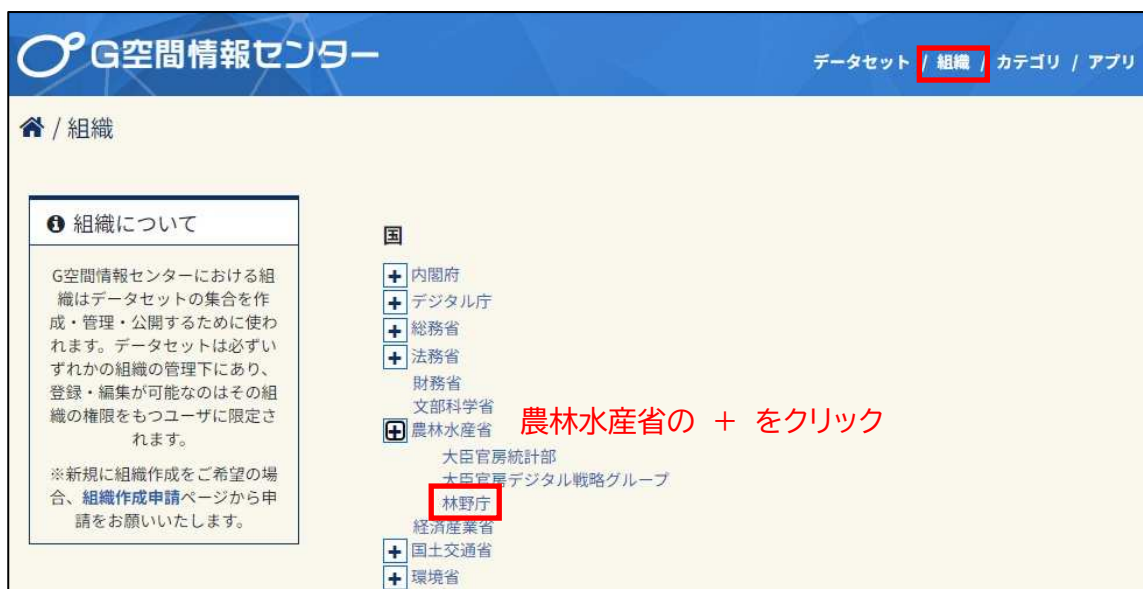 G空間情報センター
データセット / 組織 / カテゴリ / アプリ
/ 組織
組織について
G空間情報センターにおける組
織はデータセットの集合を作
成・管理・公開するために使わ
れます。データセットは必ずい
ずれかの組織の管理下にあり、
登録・編集が可能なのはその組
織の権限をもつユーザに限定さ
れます。
※新規に組織作成をご希望の場
合、組織作成申請ページから申
請をお願いいたします。
国
内閣府
デジタル庁
総務省
法務省
財務省
文部科学省
農林水産省
農林水産省の + をクリック
大臣官房統計部
大臣官房デジタル戦略グループ
林野庁
経済産業省
国土交通省
環境省